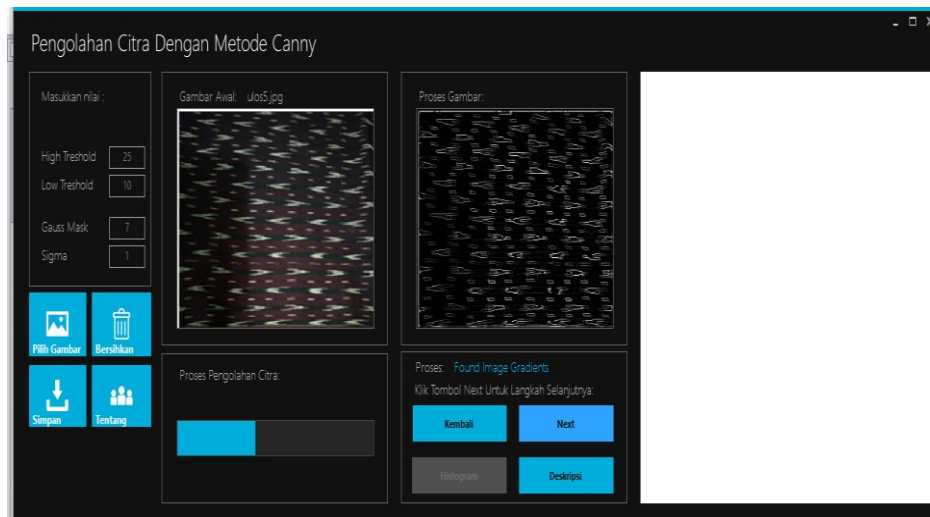 Pengolahan Citra Dengan Metode Canny
Masukkan nilai :
High Treshold 25
Low Treshold 10
Gauss Mask 7
Sigma 1
Pilih Gambar
Bersihkan
Simpan
Tentang
Gambar Awal: ulos5.jpg
Proses Pengolahan Citra:
Proses Gambar:
Proses: Found Image Gradients
Klik Tombol Next Untuk Langkah Selanjutnya:
Kembali
Next
Histogram
Deskripsi